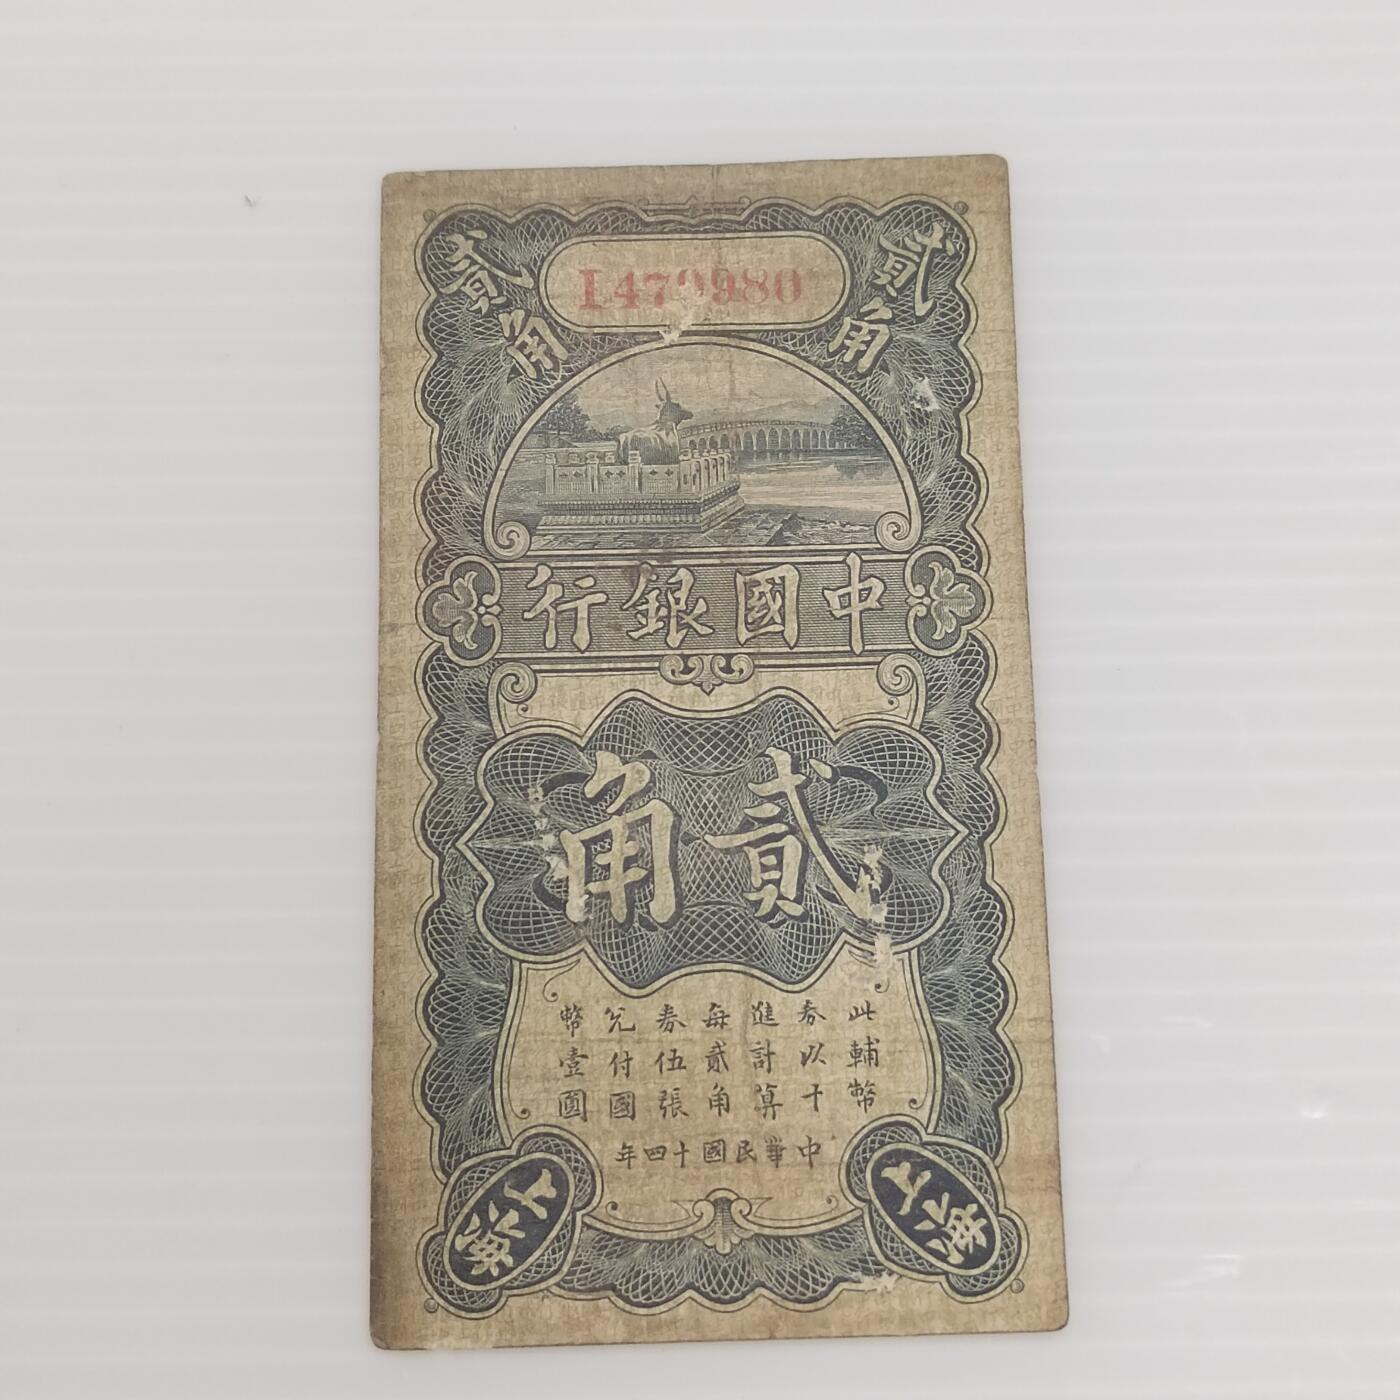 貳角
I479980
貳角
中國銀行
貳角
此輔幣
券以十
進計算
每貳角
券伍張
兌付國
幣壹圓
中華民國十四年
上海
上海